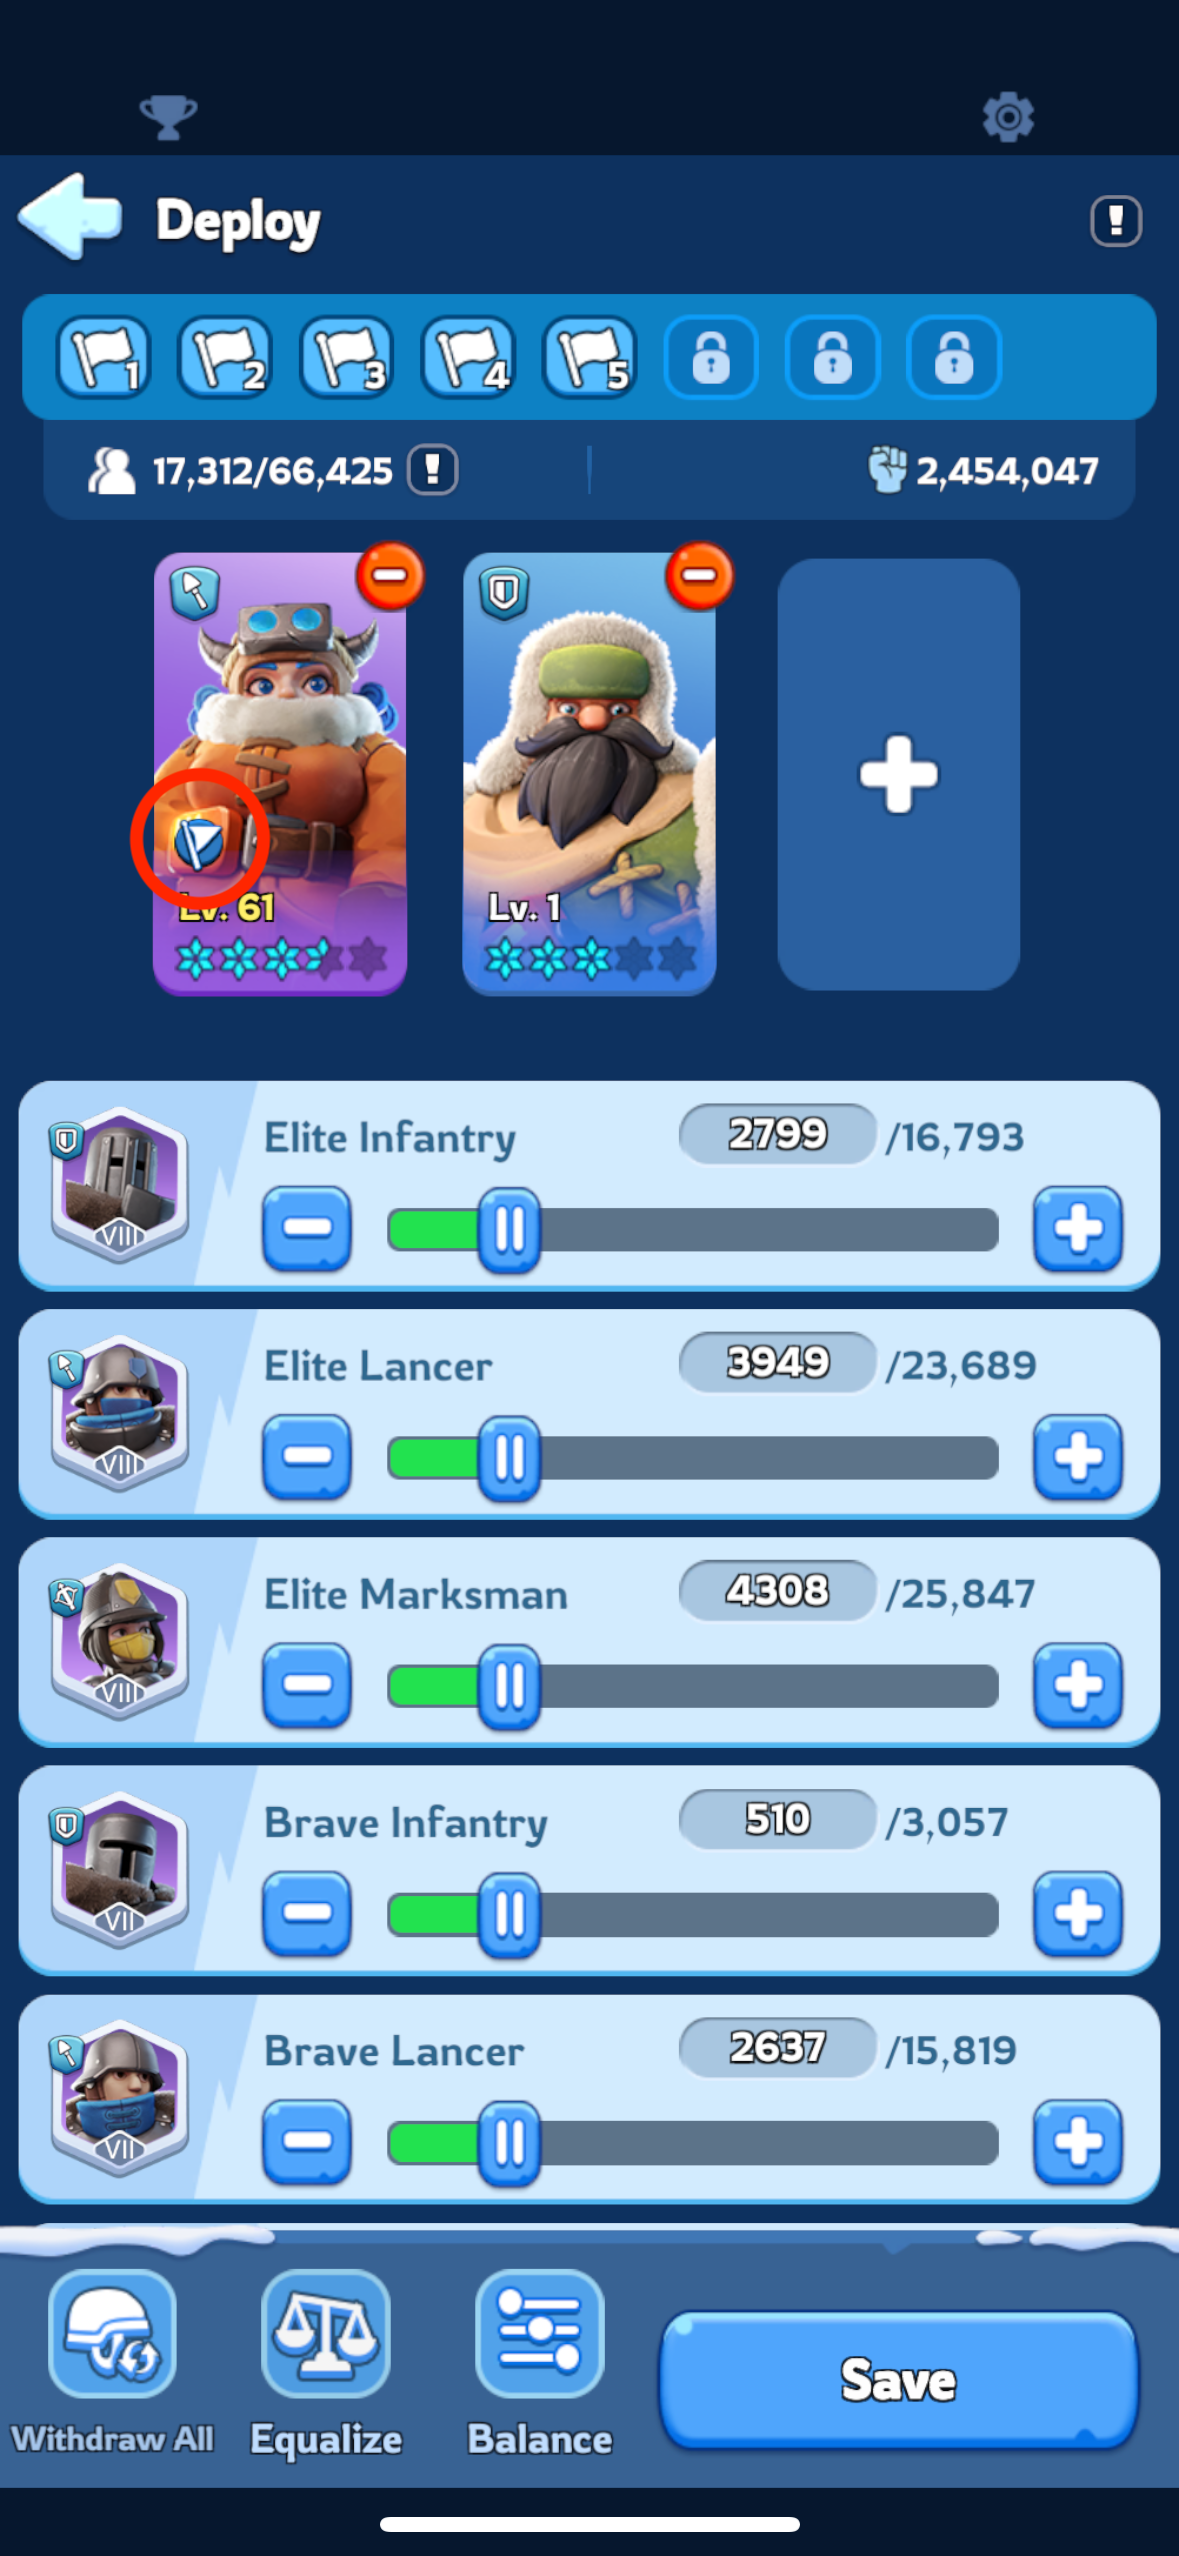 Deploy
1 2 3 4 5
17,312/66,425 2,454,047
Lv. 61 Lv. 1
Elite Infantry 2799 /16,793
VIII
Elite Lancer 3949 /23,689
VIII
Elite Marksman 4308 /25,847
VIII
Brave Infantry 510 /3,057
VII
Brave Lancer 2637 /15,819
VII
Save
Withdraw All Equalize Balance